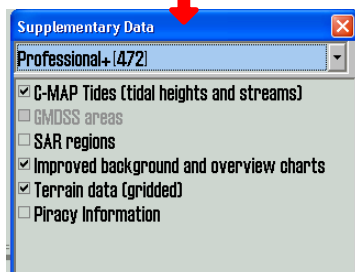 Supplementary Data
Professional+ [472]
C-MAP Tides (tidal heights and streams)
GMDSS areas
SAR regions
Improved background and overview charts
Terrain data (gridded)
Piracy Information